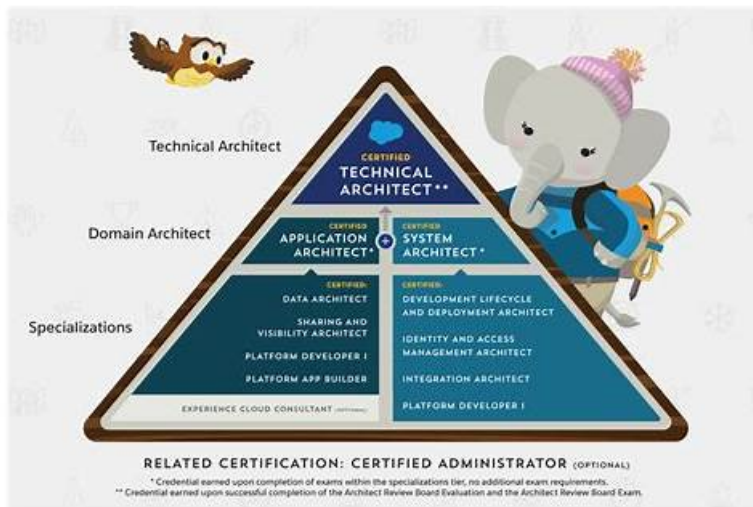 Technical Architect
CERTIFIED
TECHNICAL
ARCHITECT**
Domain Architect
CERTIFIED
APPLICATION
ARCHITECT*
+
CERTIFIED
SYSTEM
ARCHITECT*
Specializations
CERTIFIED:
DATA ARCHITECT
SHARING AND
VISIBILITY ARCHITECT
PLATFORM DEVELOPER I
PLATFORM APP BUILDER
EXPERIENCE CLOUD CONSULTANT (OPTIONAL)
CERTIFIED:
DEVELOPMENT LIFECYCLE
AND DEPLOYMENT ARCHITECT
IDENTITY AND ACCESS
MANAGEMENT ARCHITECT
INTEGRATION ARCHITECT
PLATFORM DEVELOPER I
RELATED CERTIFICATION: CERTIFIED ADMINISTRATOR (OPTIONAL)
* Credential earned upon completion of exams within the specializations tier, no additional exam requirements.
** Credential earned upon successful completion of the Architect Review Board Evaluation and the Architect Review Board Exam.